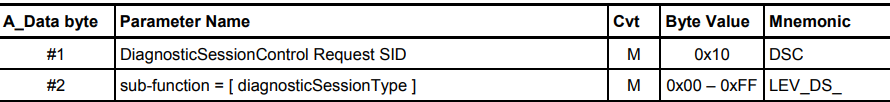 A_Data byte Parameter Name Cvt Byte Value Mnemonic
#1 DiagnosticSessionControl Request SID M 0x10 DSC
#2 sub-function = [ diagnosticSessionType ] M 0x00 – 0xFF LEV_DS_